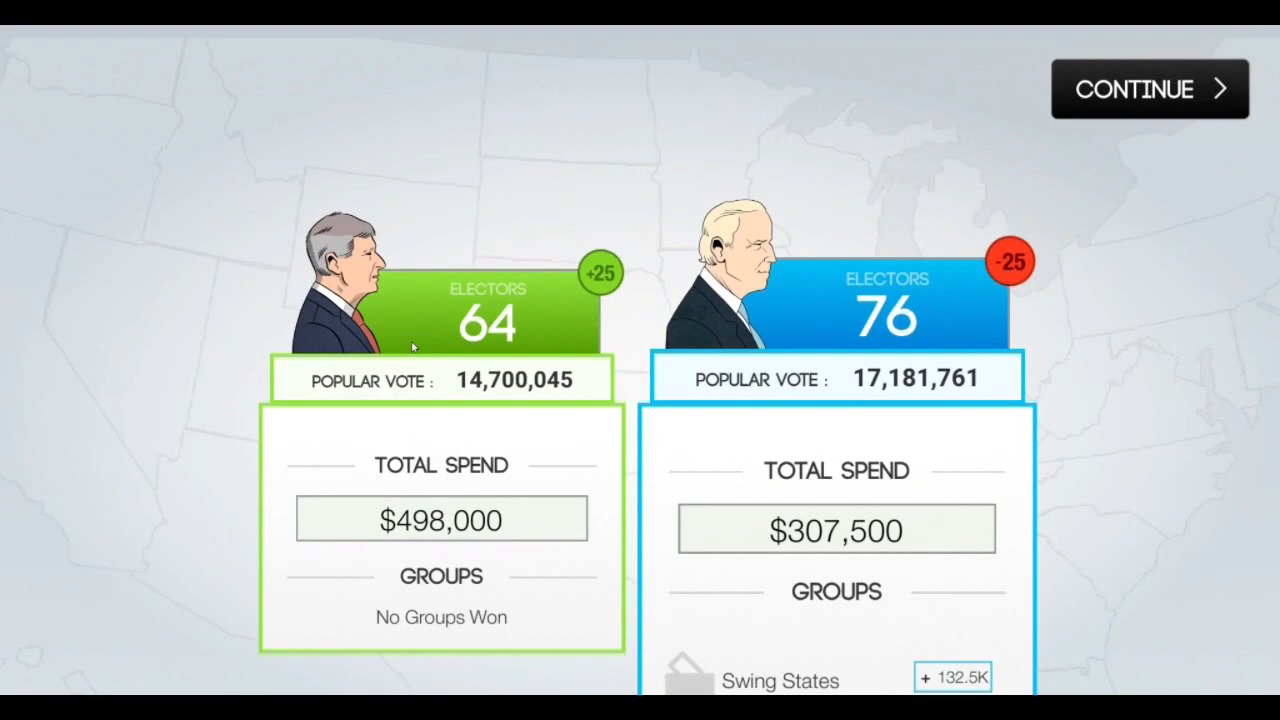 CONTINUE
+25
ELECTORS
64
POPULAR VOTE : 14,700,045
TOTAL SPEND
$498,000
GROUPS
No Groups Won
-25
ELECTORS
76
POPULAR VOTE : 17,181,761
TOTAL SPEND
$307,500
GROUPS
Swing States + 132.5K